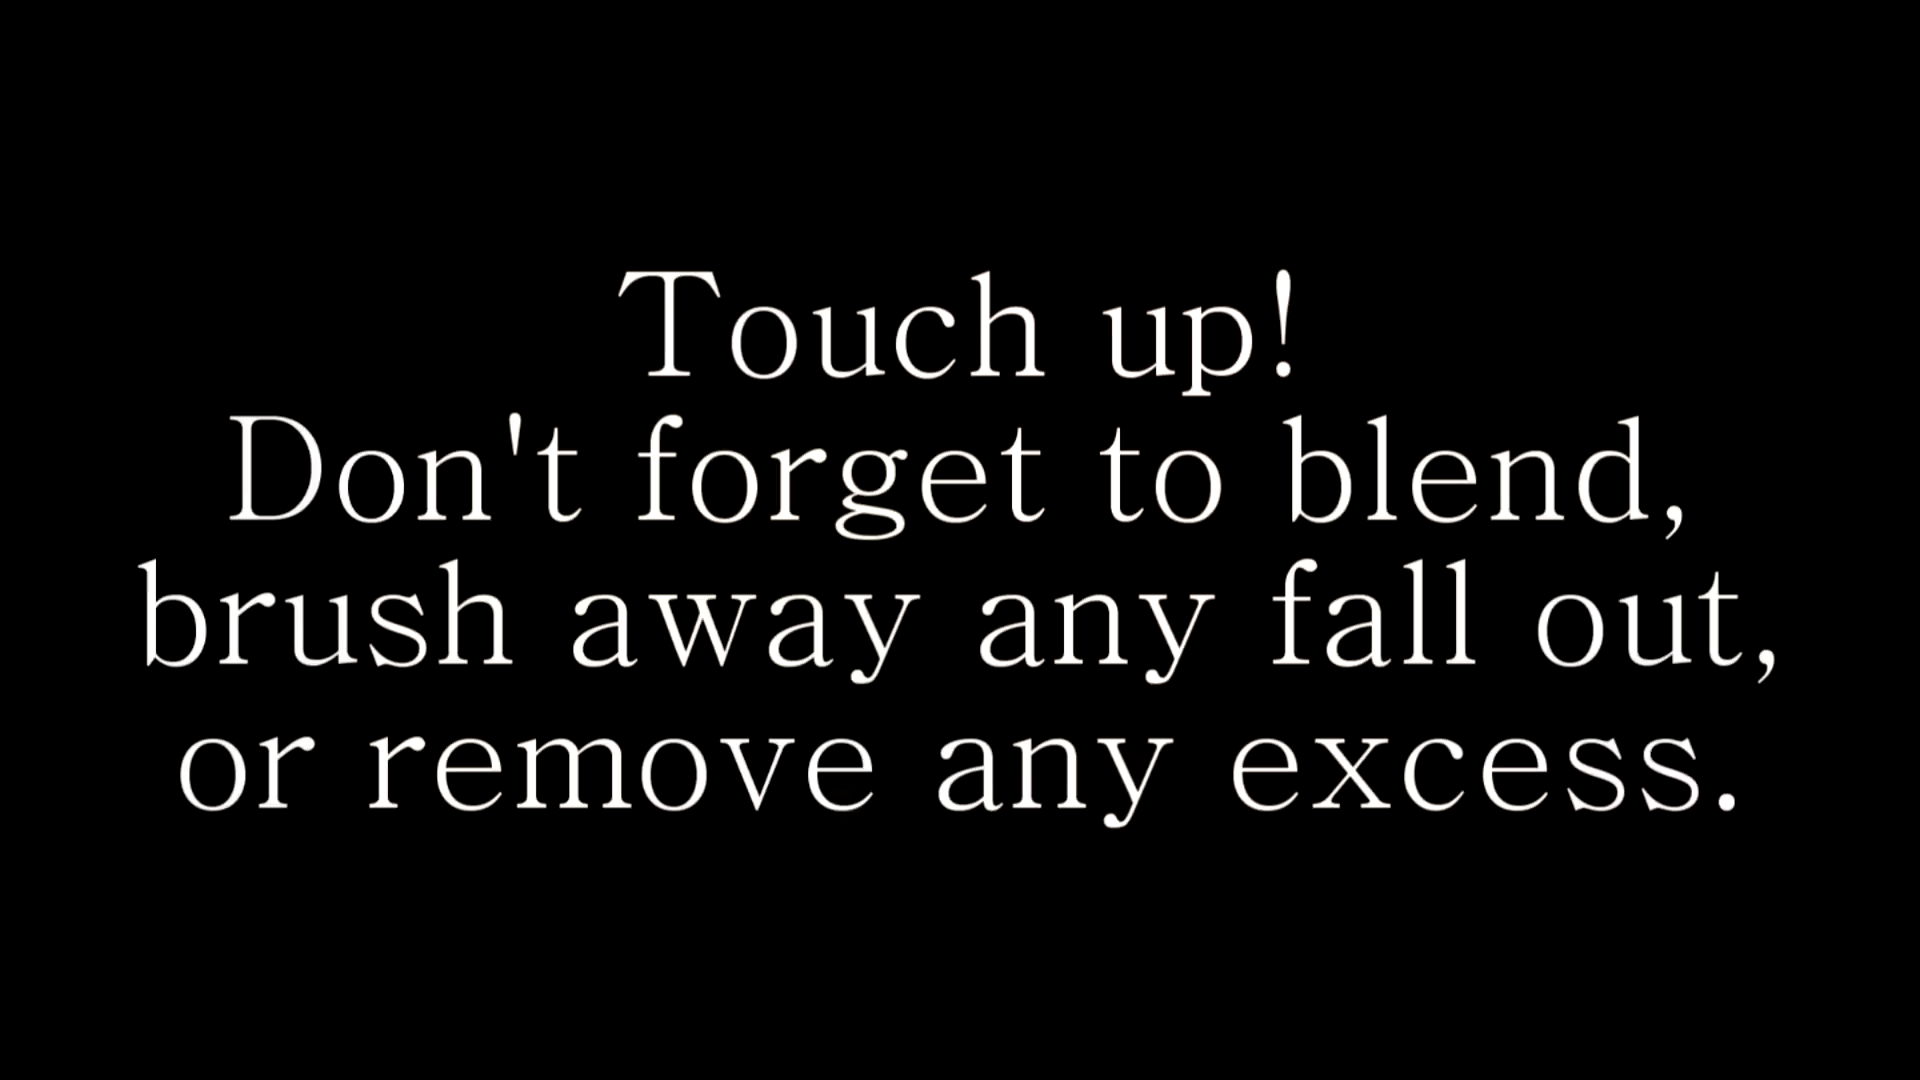 Touch up!
Don't forget to blend,
brush away any fall out,
or remove any excess.